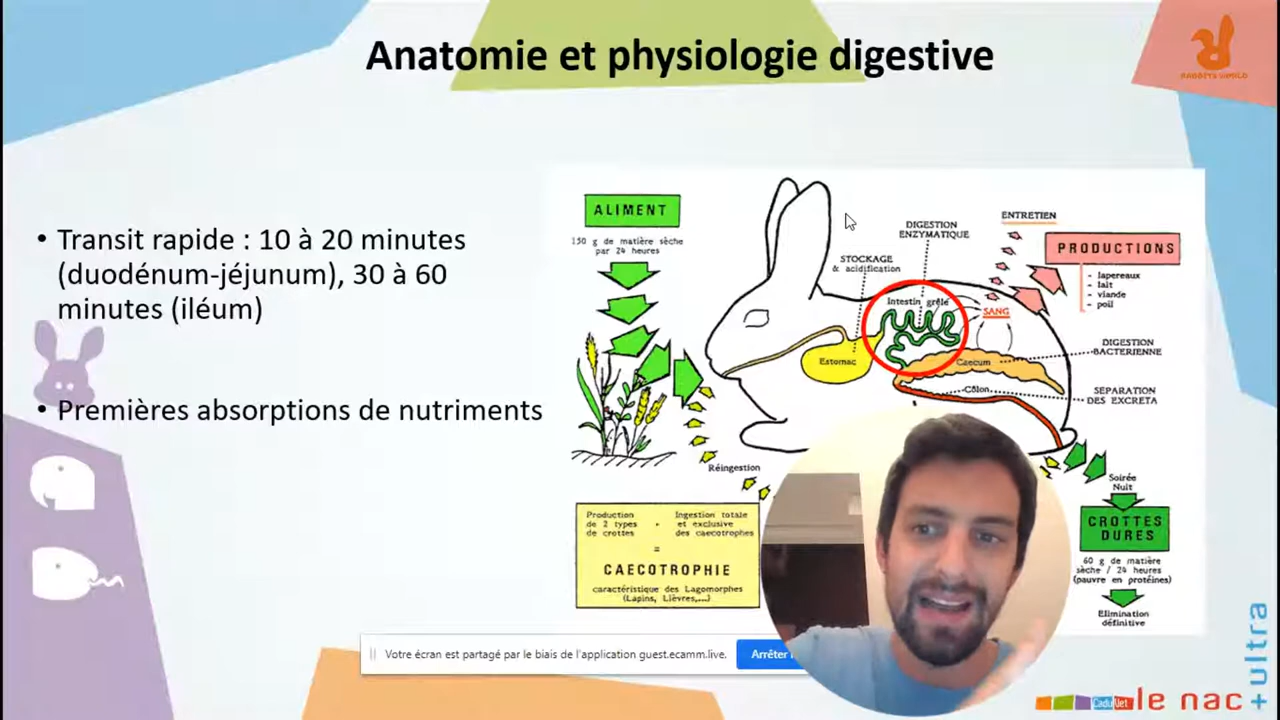 Anatomie et physiologie digestive
RABBITS WORLD
• Transit rapide : 10 à 20 minutes
(duodénum-jéjunum), 30 à 60
minutes (iléum)
• Premières absorptions de nutriments
ALIMENT
150 g de matière sèche
par 24 heures
STOCKAGE
& acidification
DIGESTION
ENZYMATIQUE
ENTRETIEN
PRODUCTIONS
- lapereaux
- lait
- viande
- poil
Intestin grêle
SANG
Estomac
Caecum
Côlon
DIGESTION
BACTERIENNE
SEPARATION
DES EXCRETA
Réingestion
Production
de 2 types
de crottes
+
Ingestion totale
et exclusive
des caecotrophes
=
CAECOTROPHIE
caractéristique des Lagomorphes
(Lapins, Lièvres,...)
Soirée
Nuit
CROTTES
DURES
60 g de matière
sèche / 24 heures
(pauvre en protéines)
Elimination
définitive
Votre écran est partagé par le biais de l'application guest.ecamm.live.
Arrêter
CaduVet
le nac
+ultra